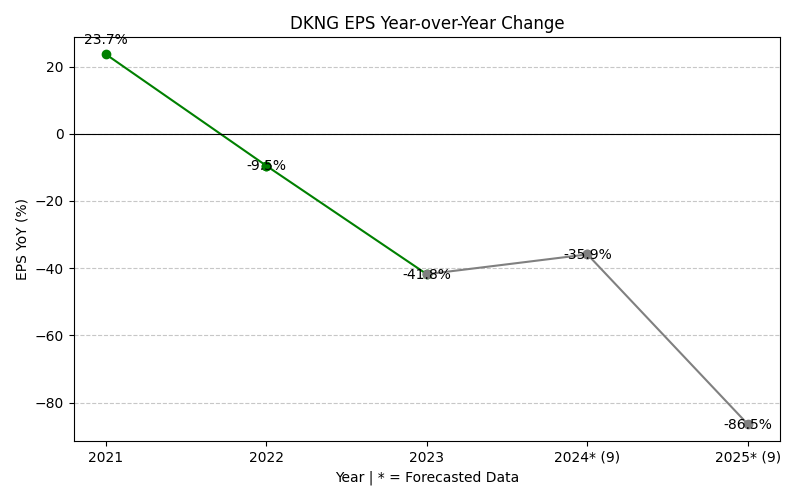 DKNG EPS Year-over-Year Change
23.7%
20
0
-9.5%
−20
-35.9%
−40
-41.8%
−60
−80
-86.5%
EPS YoY (%)
2021 2022 2023 2024* (9) 2025* (9)
Year | * = Forecasted Data